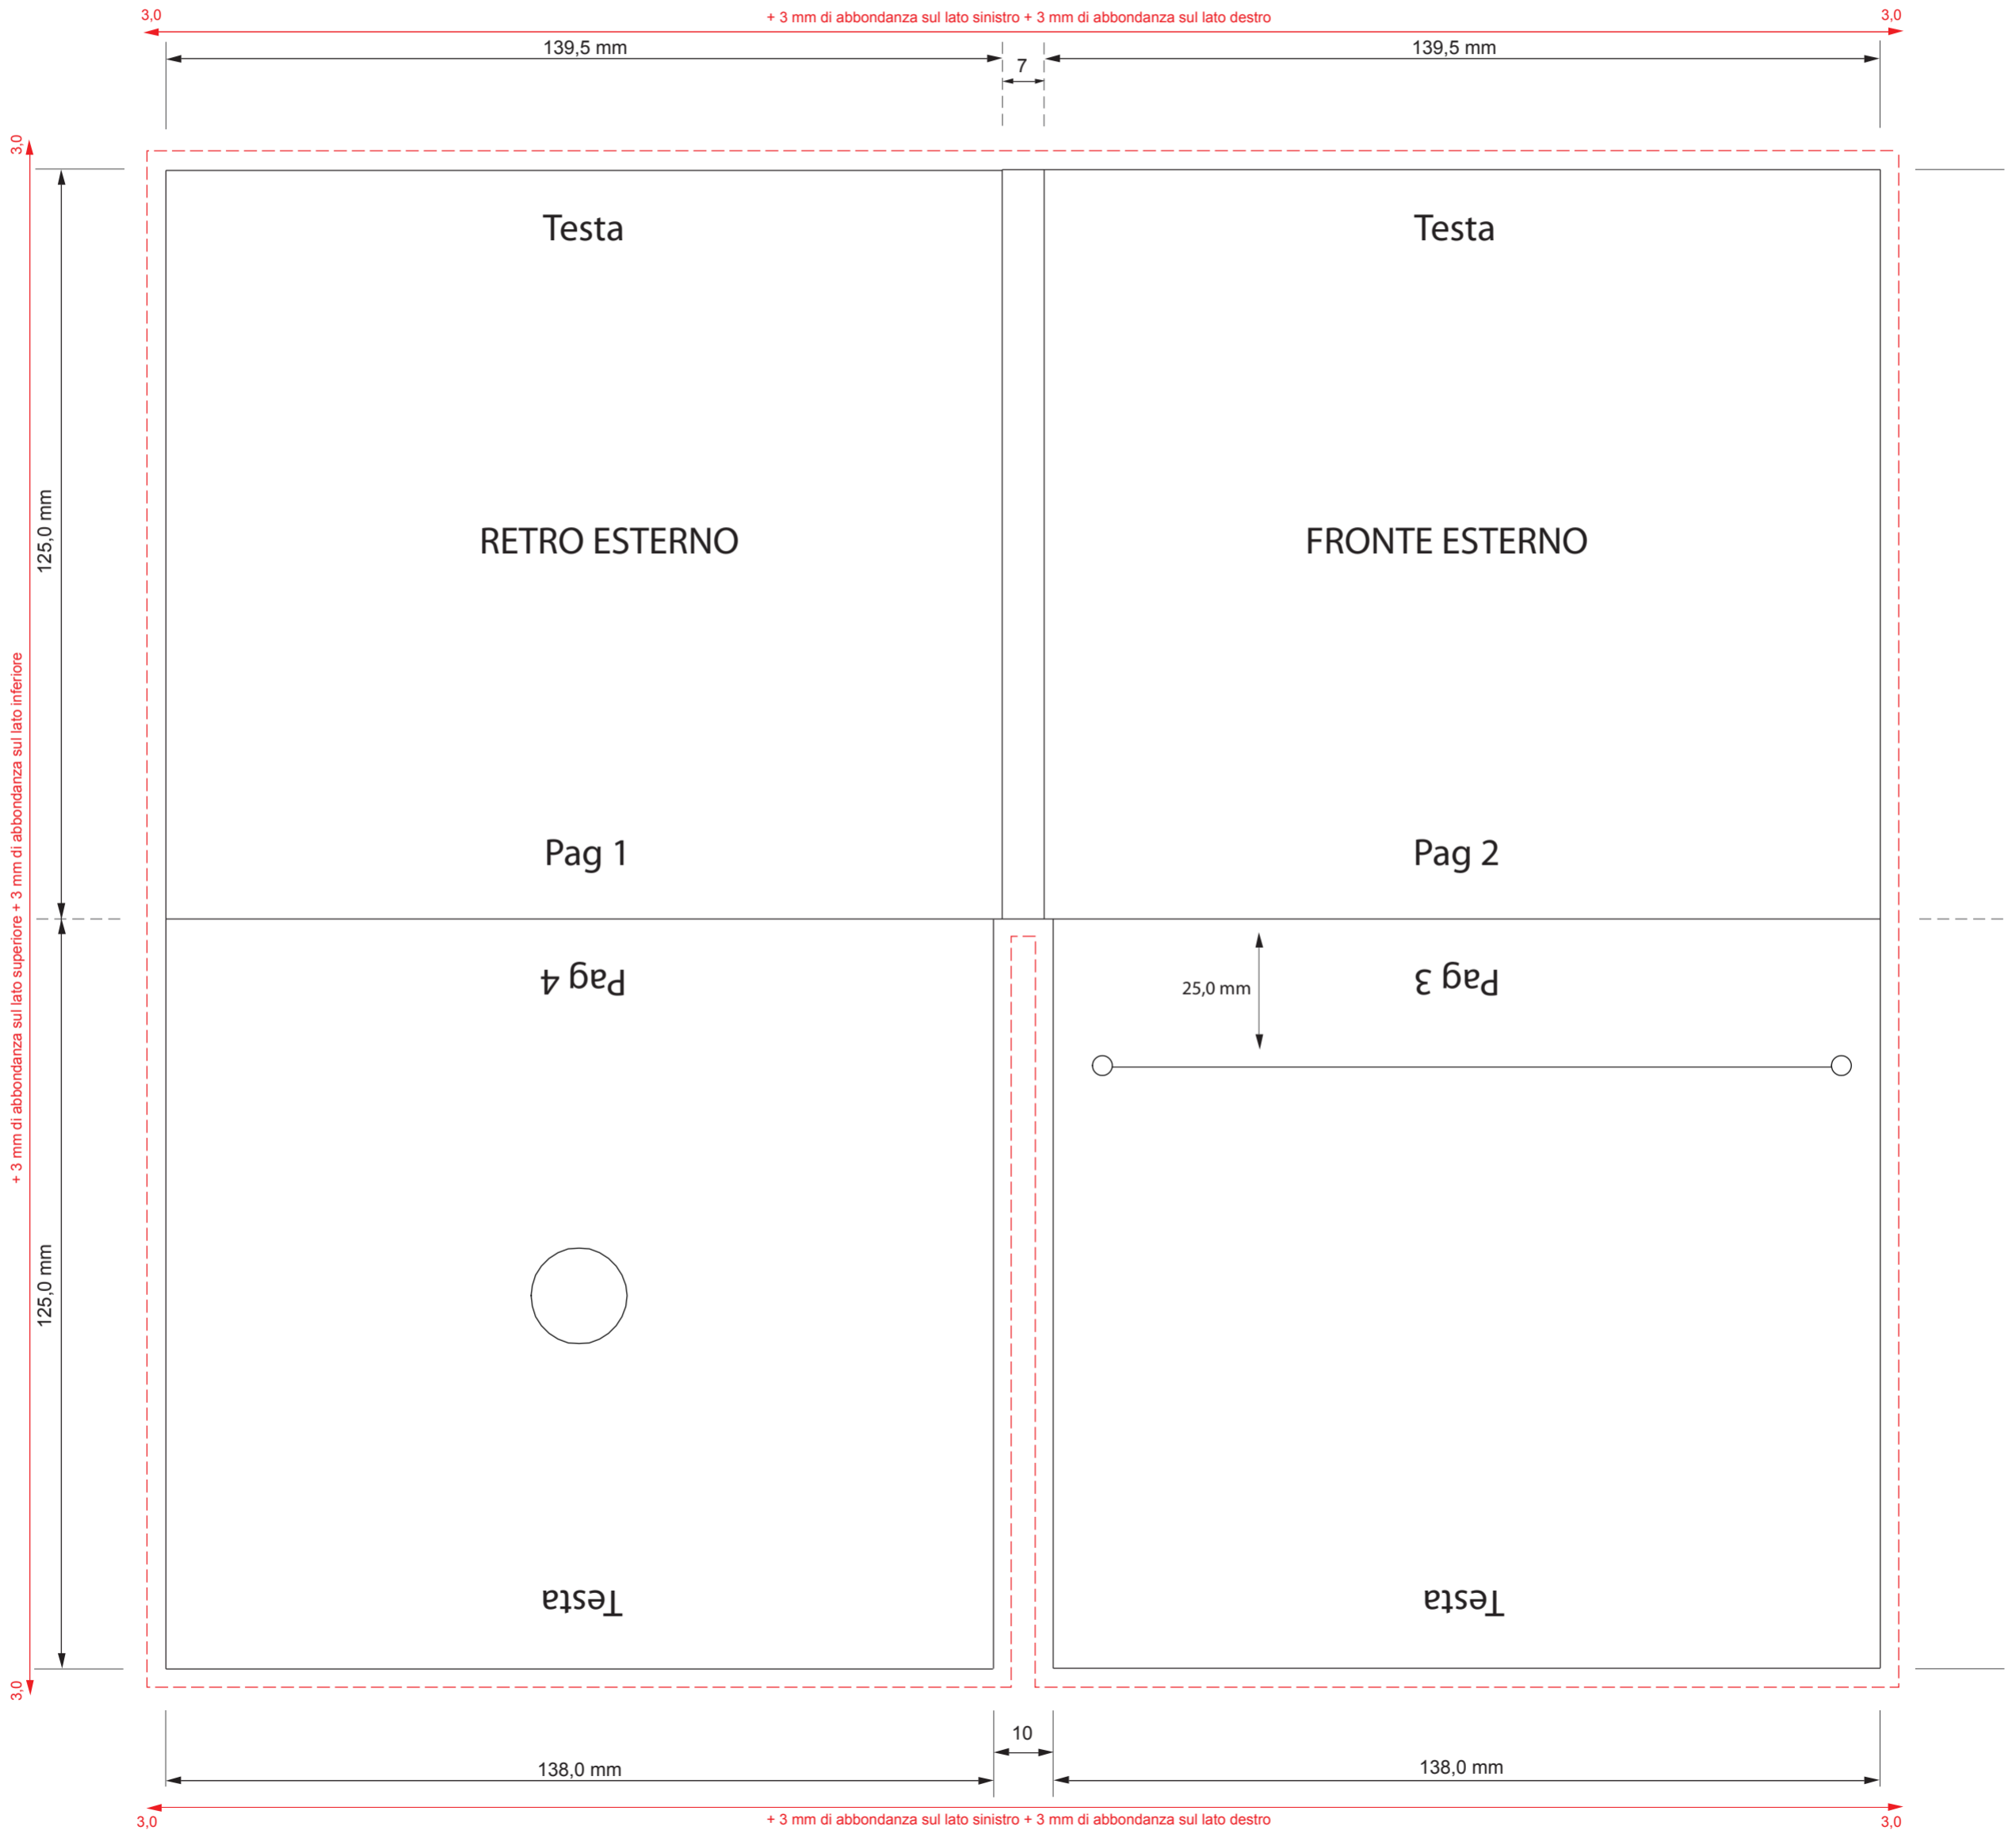 3,0
+ 3 mm di abbondanza sul lato sinistro + 3 mm di abbondanza sul lato destro
3,0
139,5 mm
7
139,5 mm
3,0
Testa
Testa
125,0 mm
RETRO ESTERNO
FRONTE ESTERNO
+ 3 mm di abbondanza sul lato superiore + 3 mm di abbondanza sul lato inferiore
Pag 1
Pag 2
Pag 4
25,0 mm
Pag 3
125,0 mm
Testa
Testa
3,0
10
138,0 mm
138,0 mm
3,0
+ 3 mm di abbondanza sul lato sinistro + 3 mm di abbondanza sul lato destro
3,0